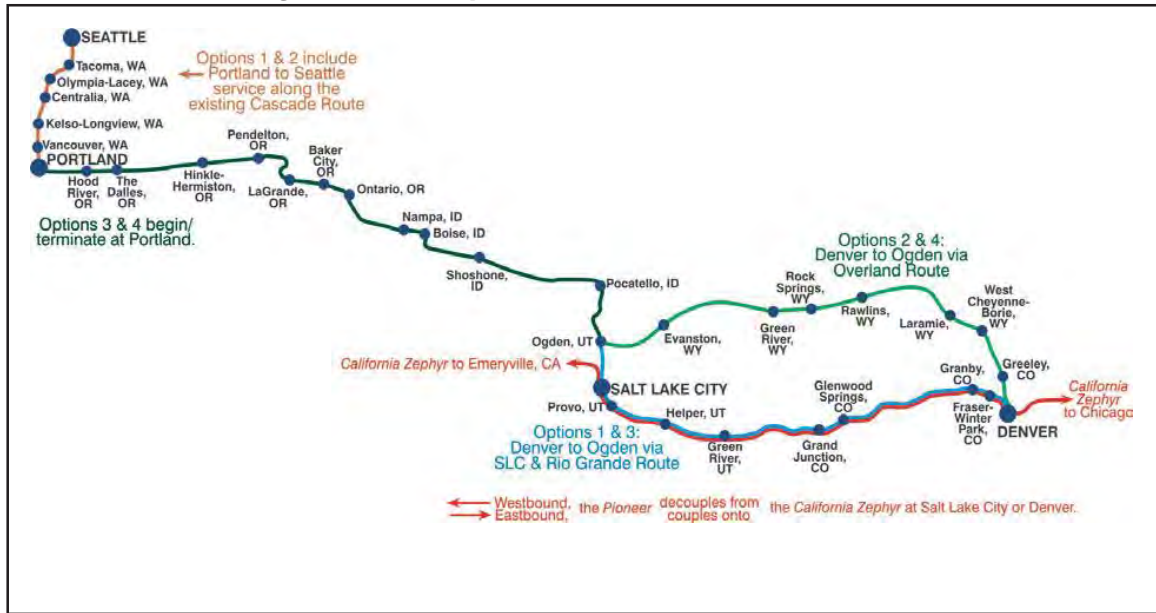 SEATTLE
Tacoma, WA
Olympia-Lacey, WA
Centralia, WA
Kelso-Longview, WA
Vancouver, WA
PORTLAND
Options 1 & 2 include
Portland to Seattle
service along the
existing Cascade Route
Hood
River,
OR
The
Dalles,
OR
Hinkle-
Hermiston,
OR
Pendelton,
OR
LaGrande,
OR
Baker
City,
OR
Ontario, OR
Options 3 & 4 begin/
terminate at Portland.
Nampa, ID
Boise, ID
Shoshone,
ID
Pocatello, ID
Ogden, UT
Options 2 & 4:
Denver to Ogden via
Overland Route
Evanston,
WY
Green
River,
WY
Rock
Springs,
WY
Rawlins,
WY
Laramie,
WY
West
Cheyenne-
Borie,
WY
Greeley,
CO
California Zephyr to Emeryville, CA
SALT LAKE CITY
Provo, UT
Helper, UT
Green
River,
UT
Grand
Junction,
CO
Glenwood
Springs,
CO
Granby,
CO
Fraser-
Winter
Park,
CO
DENVER
California
Zephyr
to Chicago
Options 1 & 3:
Denver to Ogden via
SLC & Rio Grande Route
Westbound,
Eastbound,
the Pioneer
decouples from
couples onto
the California Zephyr at Salt Lake City or Denver.